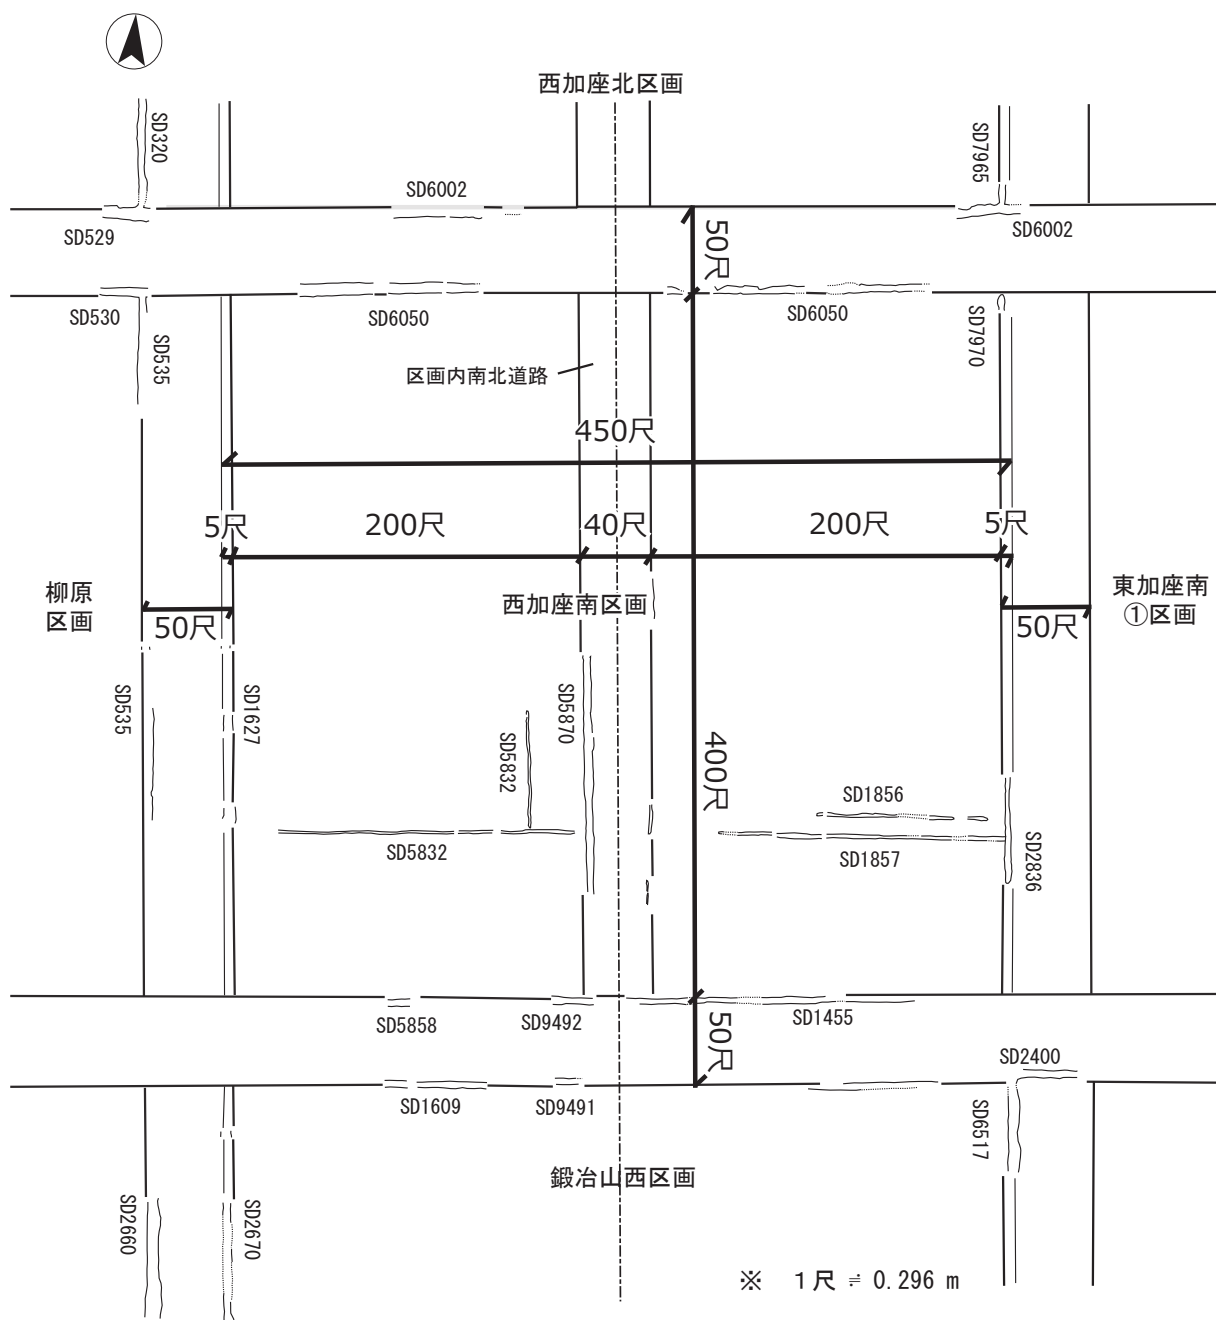 西加座北区画
SD320
SD7965
SD6002
SD529
SD6002
50尺
SD530
SD6050
SD6050
SD535
SD7970
区画内南北道路
450尺
5尺
200尺
40尺
200尺
5尺
柳原
区画
西加座南区画
東加座南
①区画
50尺
50尺
SD535
SD1627
SD5870
SD5832
400尺
SD1856
SD5832
SD1857
SD2836
SD5858
SD9492
SD1455
50尺
SD2400
SD1609
SD9491
SD6517
鍛冶山西区画
SD2660
SD2670
※ 1尺 ≒ 0.296 m